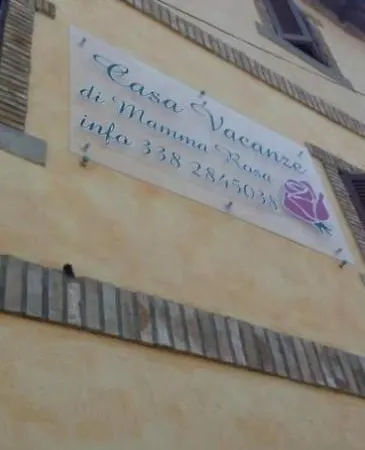 Casa Vacanze
di Mamma Rosa
info 338 2845038